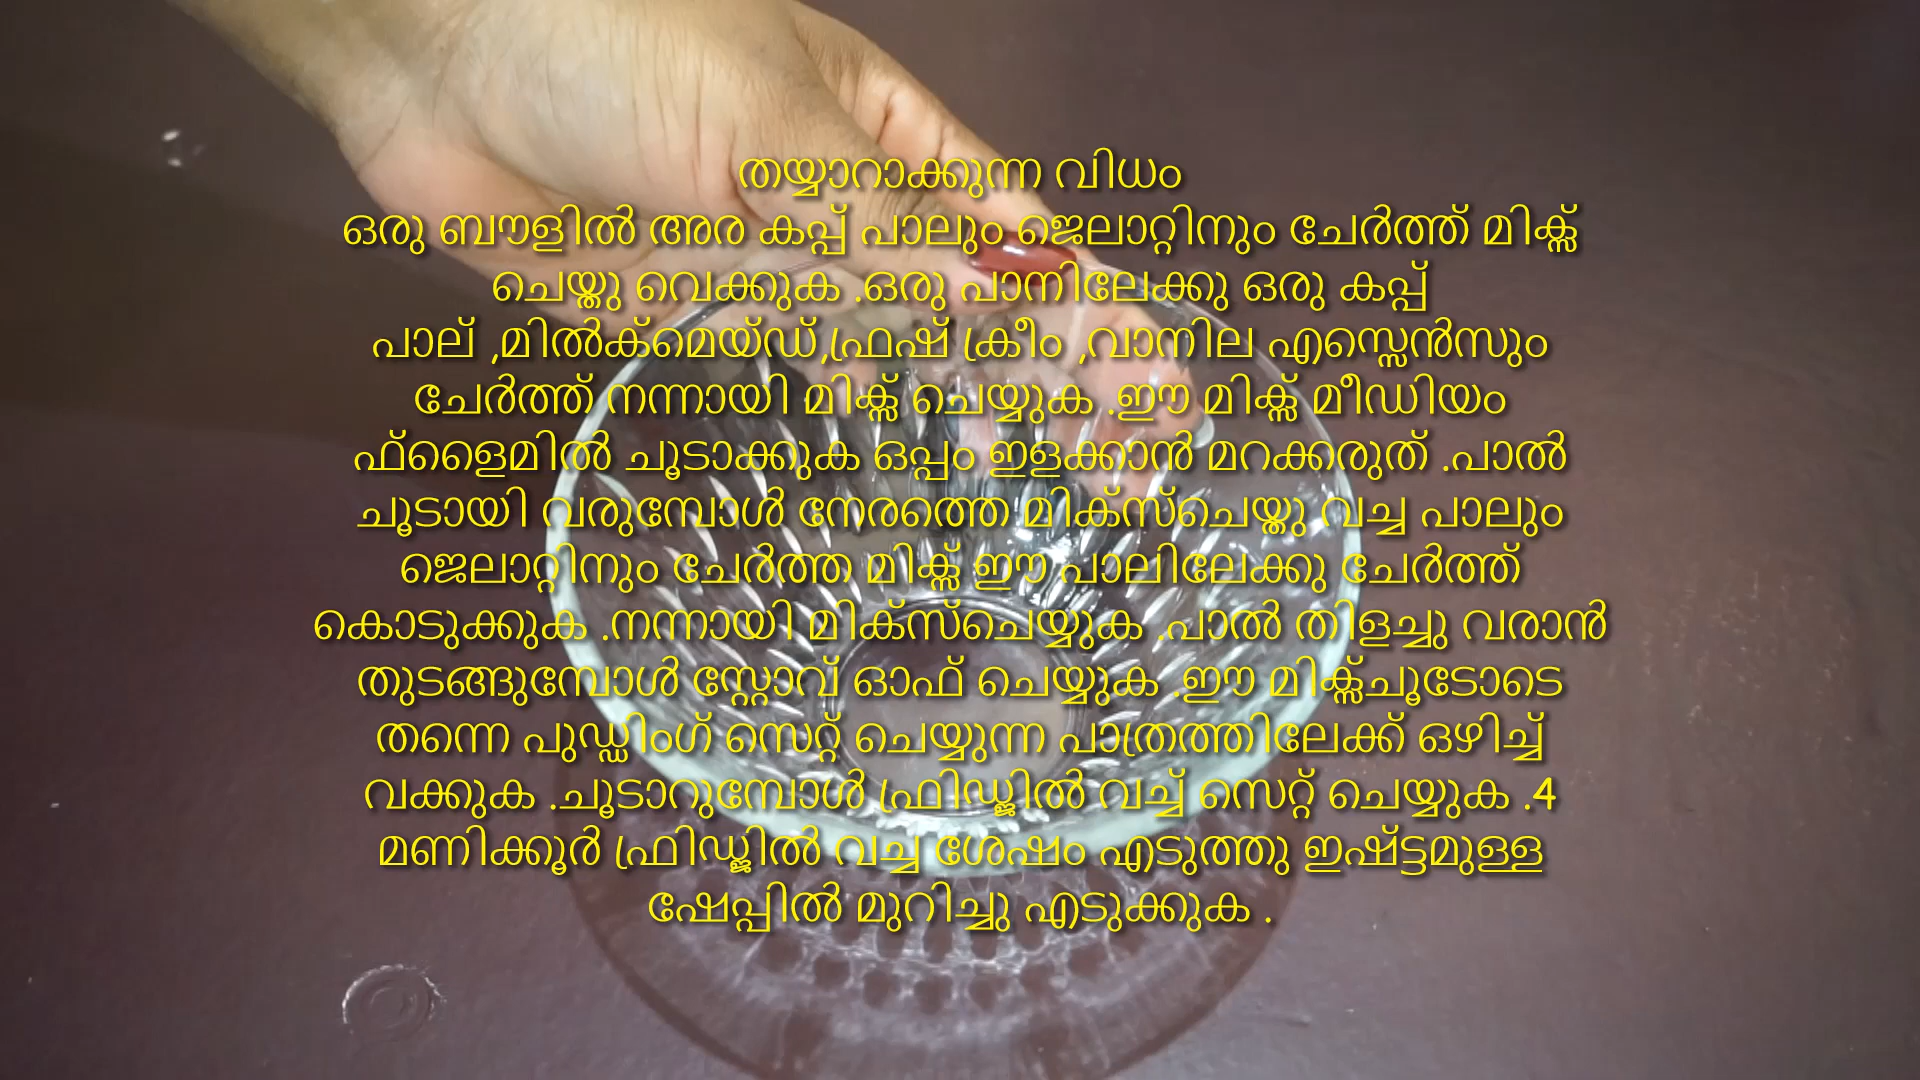 തയ്യാറാക്കുന്ന വിധം
ഒരു ബൗളിൽ അര കപ്പ് പാലും ജെലാറ്റിനും ചേർത്ത് മിക്സ്
ചെയ്തു വെക്കുക .ഒരു പാനിലേക്കു ഒരു കപ്പ്
പാല് ,മിൽക്മെയ്ഡ്,ഫ്രഷ് ക്രീം ,വാനില എസ്സെൻസും
ചേർത്ത് നന്നായി മിക്സ് ചെയ്യുക .ഈ മിക്സ് മീഡിയം
ഫ്ളൈമിൽ ചൂടാക്കുക ഒപ്പം ഇളക്കാൻ മറക്കരുത് .പാൽ
ചൂടായി വരുമ്പോൾ നേരത്തെ മിക്സ്ചെയ്തു വച്ച പാലും
ജെലാറ്റിനും ചേർത്ത മിക്സ് ഈ പാലിലേക്കു ചേർത്ത്
കൊടുക്കുക .നന്നായി മിക്സ്ചെയ്യുക .പാൽ തിളച്ചു വരാൻ
തുടങ്ങുമ്പോൾ സ്റ്റോവ് ഓഫ് ചെയ്യുക .ഈ മിക്സ്ചൂടോടെ
തന്നെ പുഡ്ഡിംഗ് സെറ്റ് ചെയ്യുന്ന പാത്രത്തിലേക്ക് ഒഴിച്ച്
വക്കുക .ചൂടാറുമ്പോൾ ഫ്രിഡ്ജിൽ വച്ച് സെറ്റ് ചെയ്യുക .4
മണിക്കൂർ ഫ്രിഡ്ജിൽ വച്ച ശേഷം എടുത്തു ഇഷ്ട്ടമുള്ള
ഷേപ്പിൽ മുറിച്ചു എടുക്കുക .